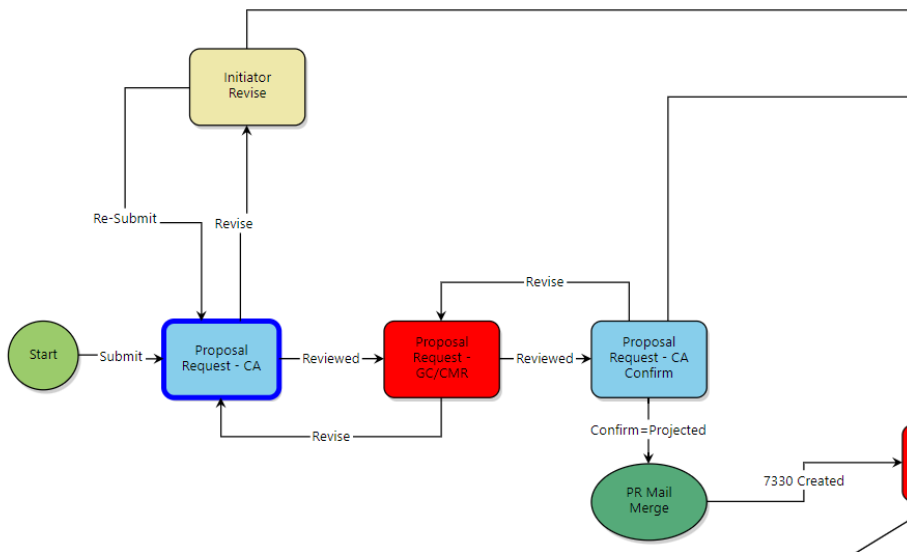 Initiator
Revise
Re-Submit
Revise
Revise
Start
Submit
Proposal
Request - CA
Reviewed
Proposal
Request -
GC/CMR
Reviewed
Proposal
Request - CA
Confirm
Revise
Confirm=Projected
PR Mail
Merge
7330 Created